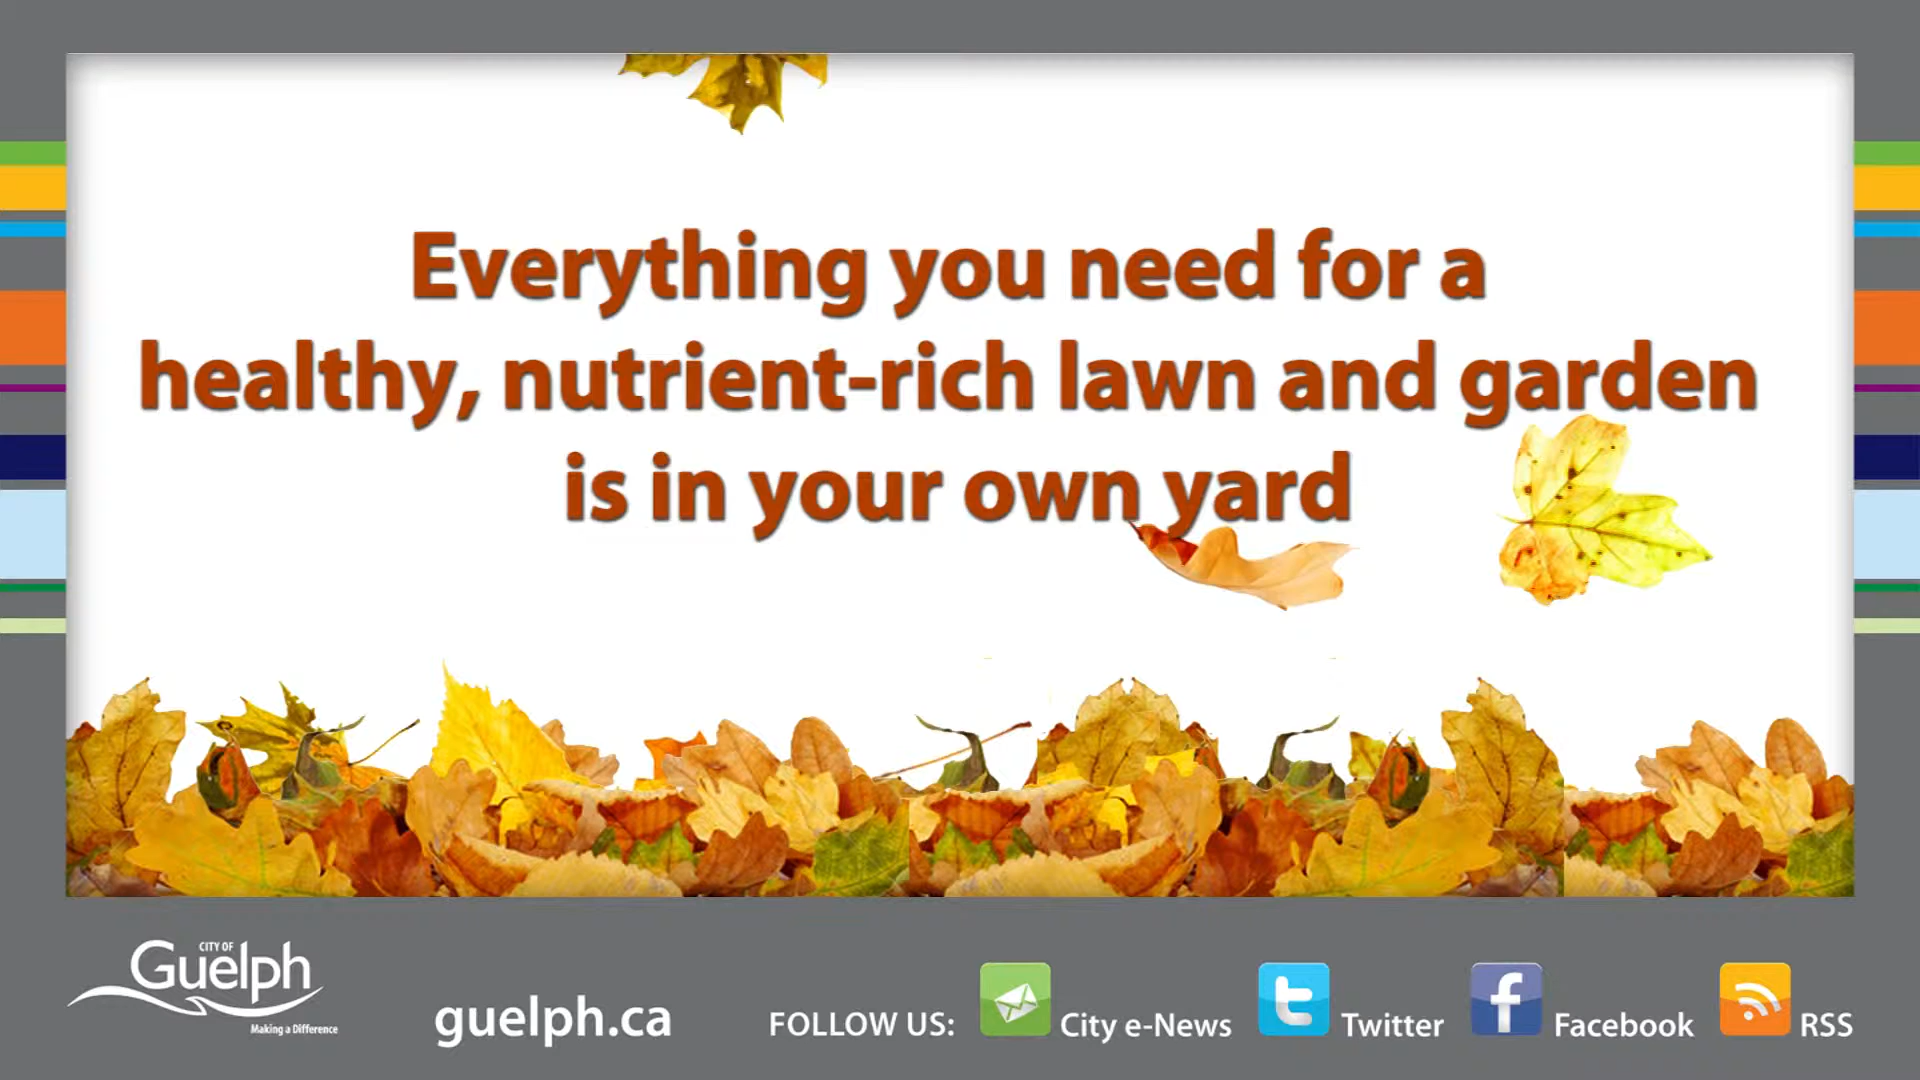 Everything you need for a
healthy, nutrient-rich lawn and garden
is in your own yard
CITY OF
Guelph
Making a Difference
guelph.ca
FOLLOW US: City e-News Twitter Facebook RSS